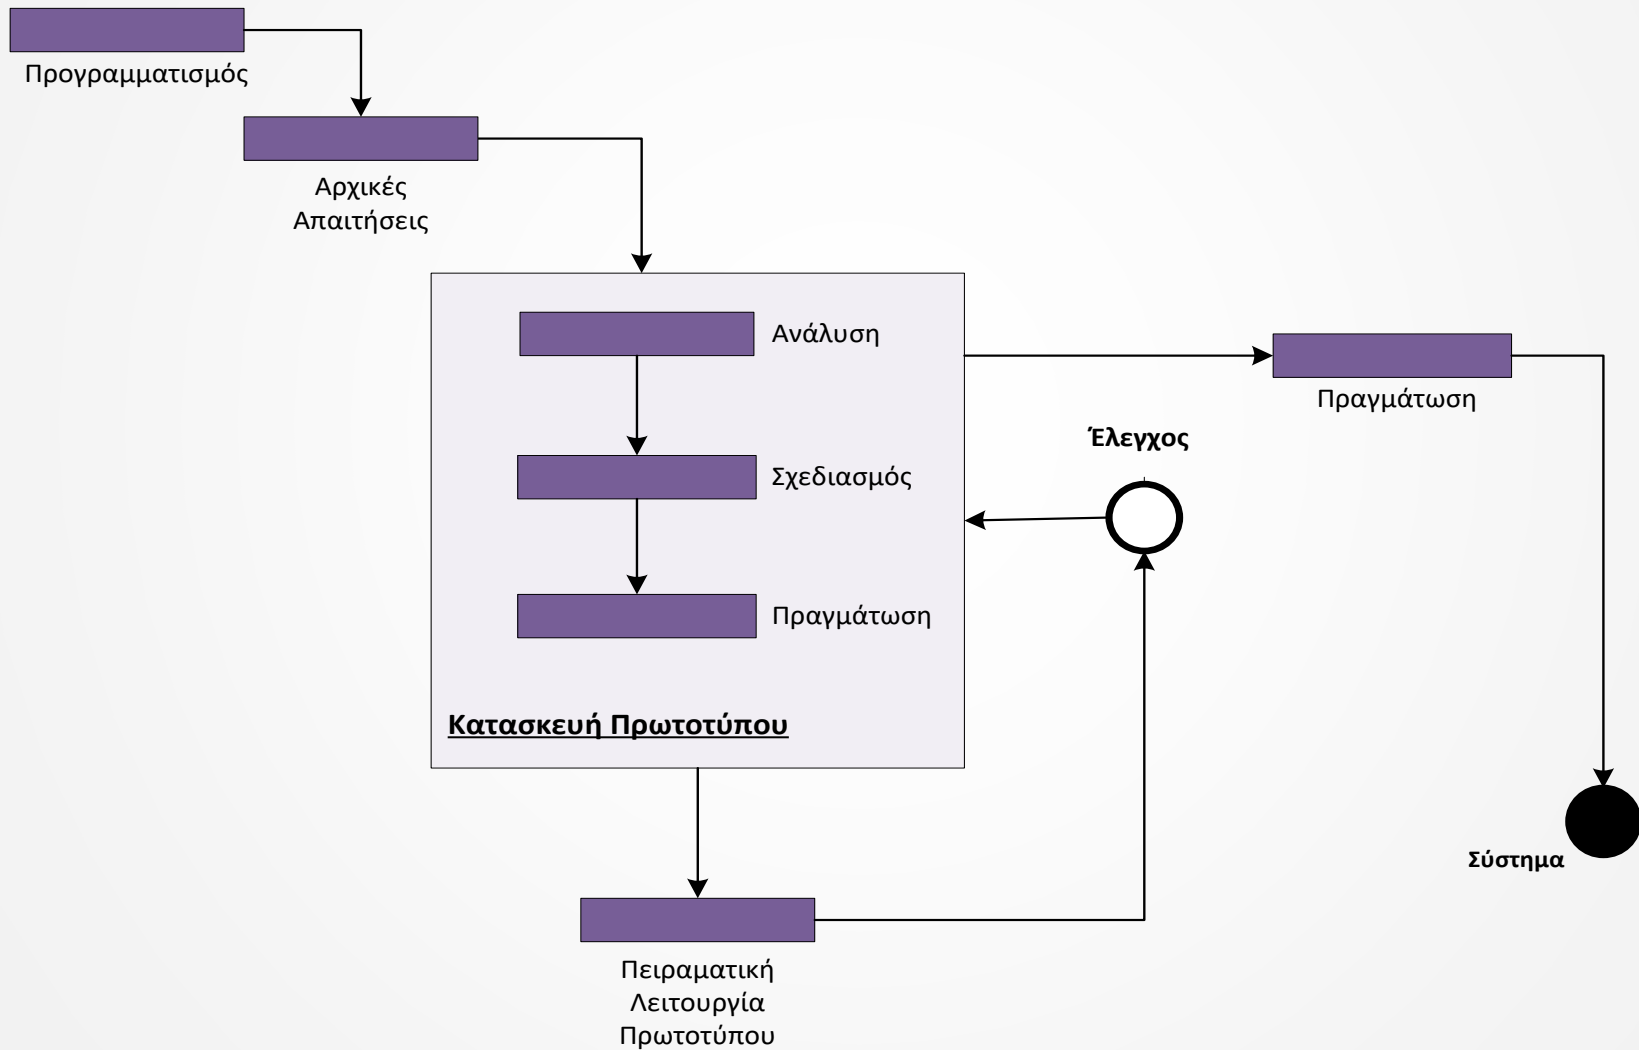 Προγραμματισμός
Αρχικές
Απαιτήσεις
Ανάλυση
Σχεδιασμός
Πραγμάτωση
Κατασκευή Πρωτοτύπου
Πραγμάτωση
Έλεγχος
Σύστημα
Πειραματική
Λειτουργία
Πρωτοτύπου